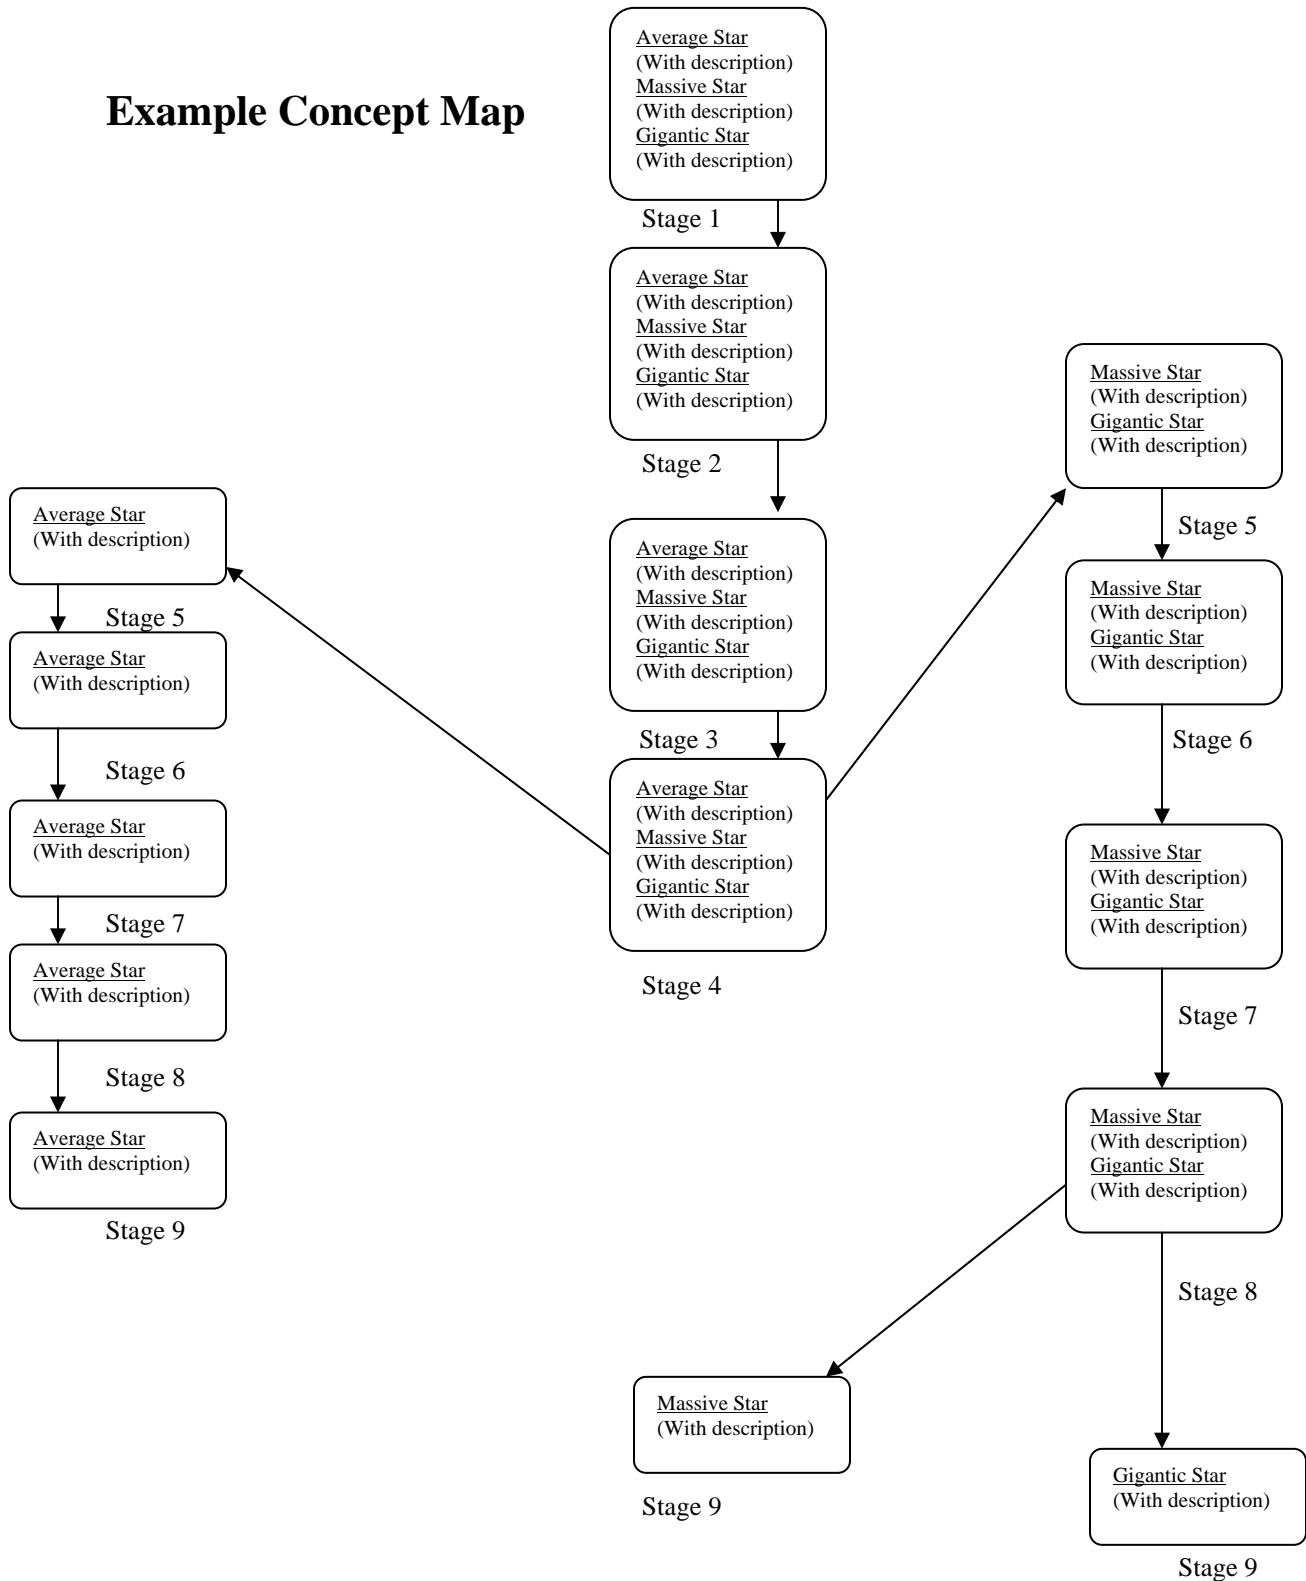 Example Concept Map
Average Star
(With description)
Massive Star
(With description)
Gigantic Star
(With description)
Stage 1
Average Star
(With description)
Massive Star
(With description)
Gigantic Star
(With description)
Stage 2
Average Star
(With description)
Massive Star
(With description)
Gigantic Star
(With description)
Stage 3
Average Star
(With description)
Massive Star
(With description)
Gigantic Star
(With description)
Stage 4
Average Star
(With description)
Stage 5
Average Star
(With description)
Stage 6
Average Star
(With description)
Stage 7
Average Star
(With description)
Stage 8
Average Star
(With description)
Stage 9
Massive Star
(With description)
Gigantic Star
(With description)
Stage 5
Massive Star
(With description)
Gigantic Star
(With description)
Stage 6
Massive Star
(With description)
Gigantic Star
(With description)
Stage 7
Massive Star
(With description)
Gigantic Star
(With description)
Stage 8
Massive Star
(With description)
Stage 9
Gigantic Star
(With description)
Stage 9